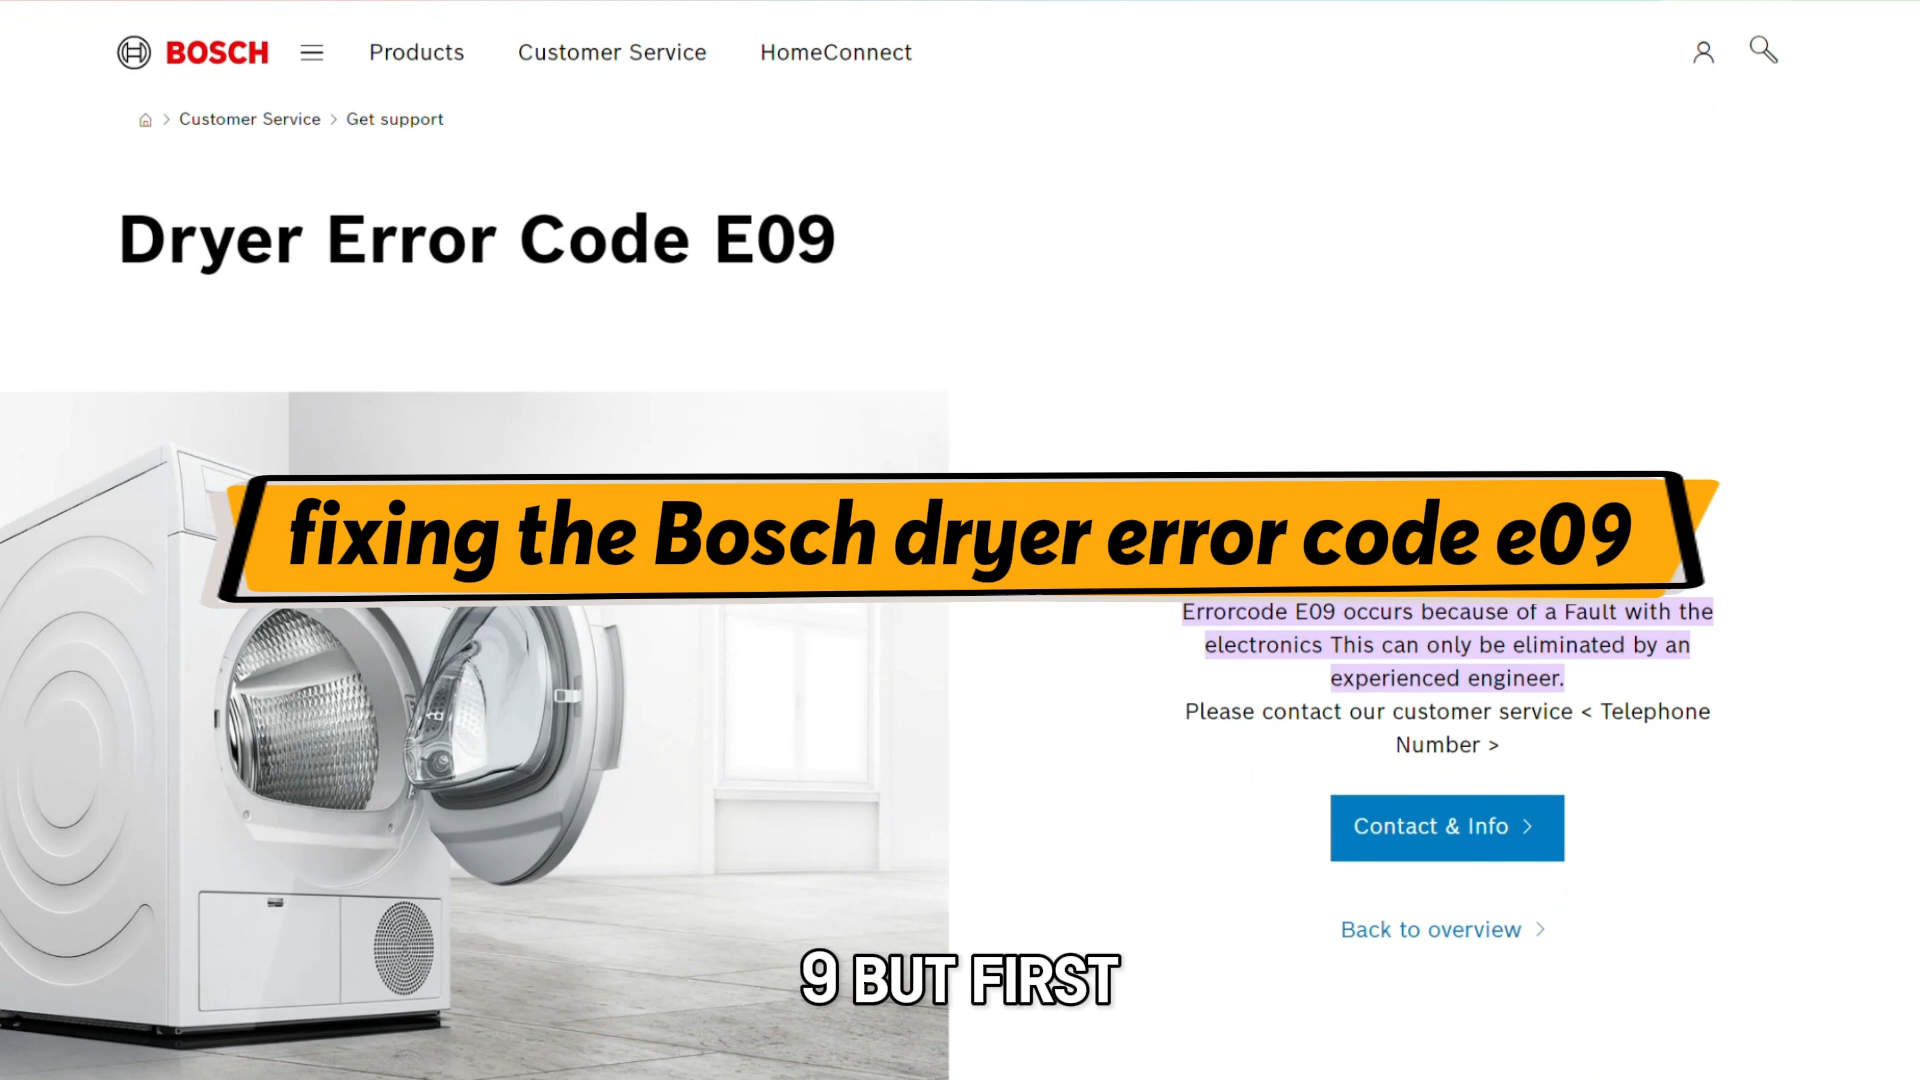 BOSCH
Products
Customer Service
HomeConnect
Customer Service > Get support
Dryer Error Code E09
fixing the Bosch dryer error code e09
Errorcode E09 occurs because of a Fault with the
electronics This can only be eliminated by an
experienced engineer.
Please contact our customer service < Telephone
Number >
Contact & Info >
Back to overview >
9 BUT FIRST